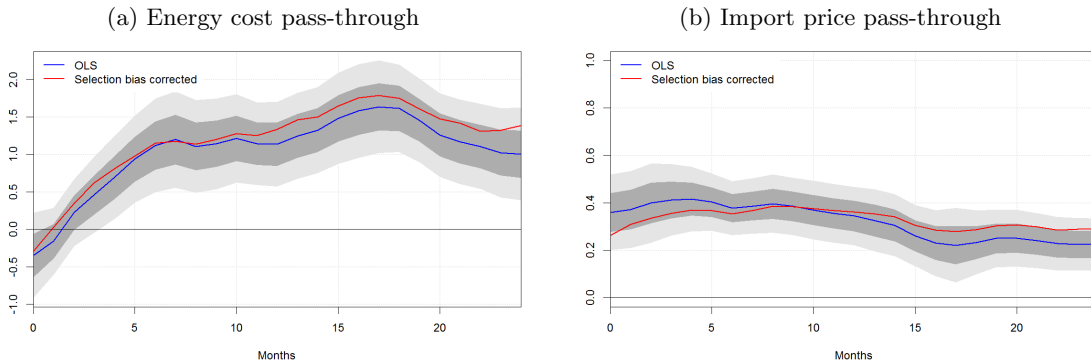 (a) Energy cost pass-through
OLS
Selection bias corrected
2.0
1.5
1.0
0.5
0.0
-0.5
-1.0
0 5 10 15 20
Months
(b) Import price pass-through
OLS
Selection bias corrected
1.0
0.8
0.6
0.4
0.2
0.0
0 5 10 15 20
Months